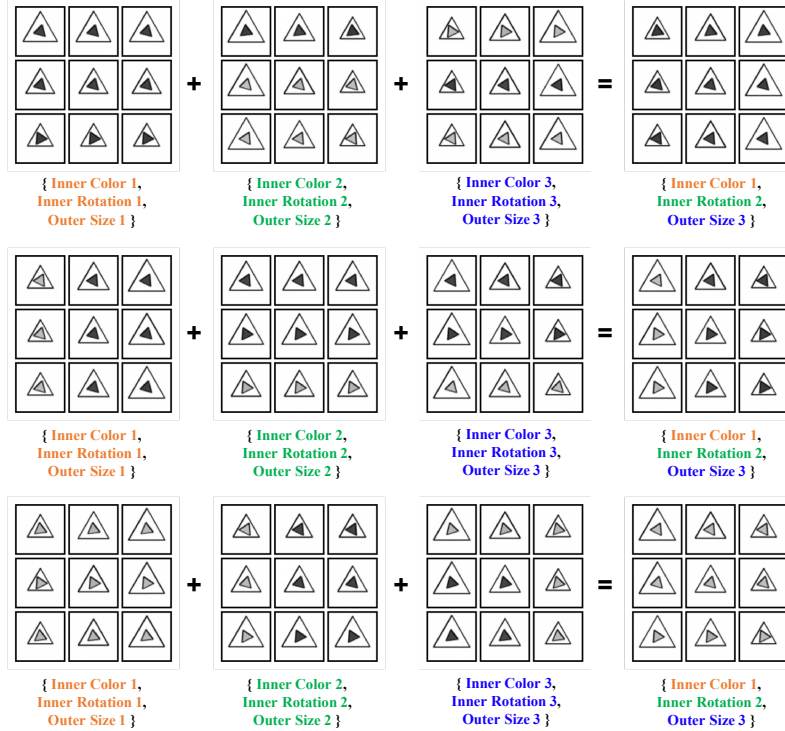 + + =
{ Inner Color 1, { Inner Color 2, { Inner Color 3, { Inner Color 1,
Inner Rotation 1, Inner Rotation 2, Inner Rotation 3, Inner Rotation 2,
Outer Size 1 } Outer Size 2 } Outer Size 3 } Outer Size 3 }
+ + =
{ Inner Color 1, { Inner Color 2, { Inner Color 3, { Inner Color 1,
Inner Rotation 1, Inner Rotation 2, Inner Rotation 3, Inner Rotation 2,
Outer Size 1 } Outer Size 2 } Outer Size 3 } Outer Size 3 }
+ + =
{ Inner Color 1, { Inner Color 2, { Inner Color 3, { Inner Color 1,
Inner Rotation 1, Inner Rotation 2, Inner Rotation 3, Inner Rotation 2,
Outer Size 1 } Outer Size 2 } Outer Size 3 } Outer Size 3 }